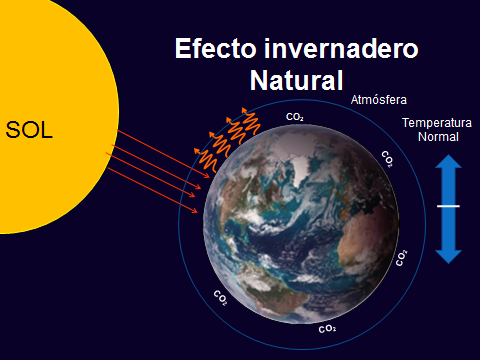 Efecto invernadero
Natural
Atmósfera
Temperatura
Normal
SOL
CO₂
CO₂
CO₂
CO₂
CO₂